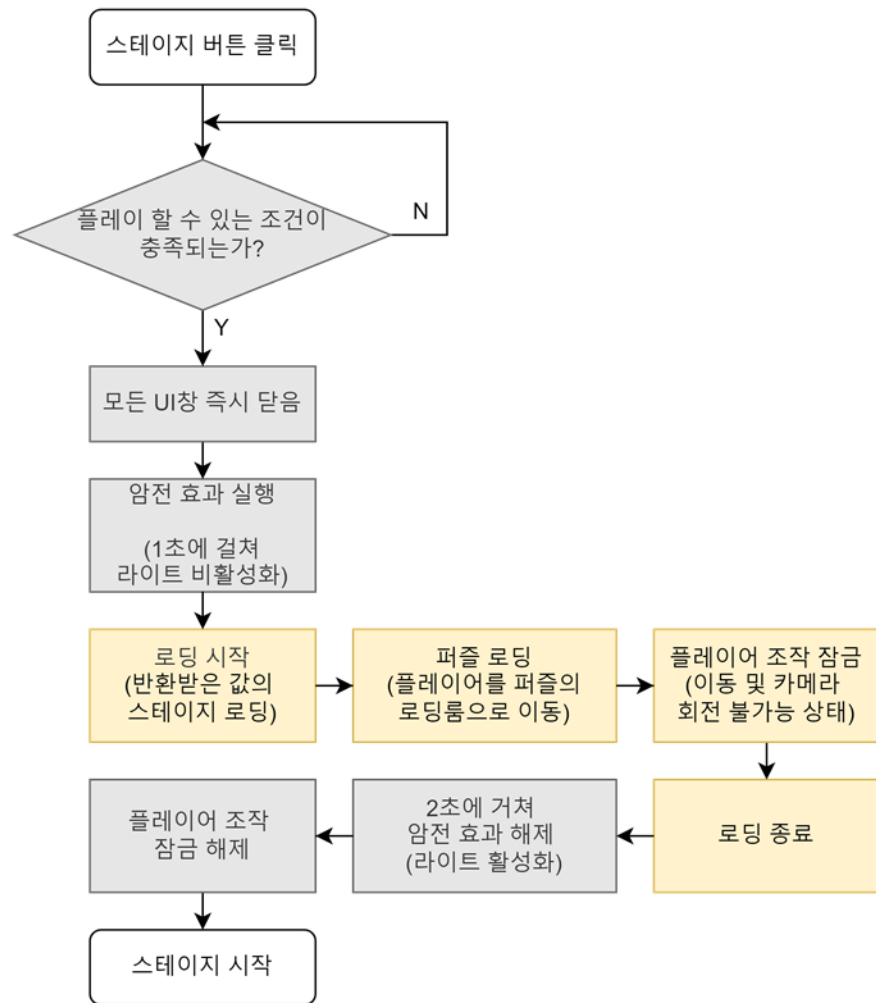 스테이지 버튼 클릭
플레이 할 수 있는 조건이
충족되는가?
N
Y
모든 UI창 즉시 닫음
암전 효과 실행
(1초에 걸쳐
라이트 비활성화)
로딩 시작
(반환받은 값의
스테이지 로딩)
퍼즐 로딩
(플레이어를 퍼즐의
로딩룸으로 이동)
플레이어 조작 잠금
(이동 및 카메라
회전 불가능 상태)
로딩 종료
2초에 거쳐
암전 효과 해제
(라이트 활성화)
플레이어 조작
잠금 해제
스테이지 시작